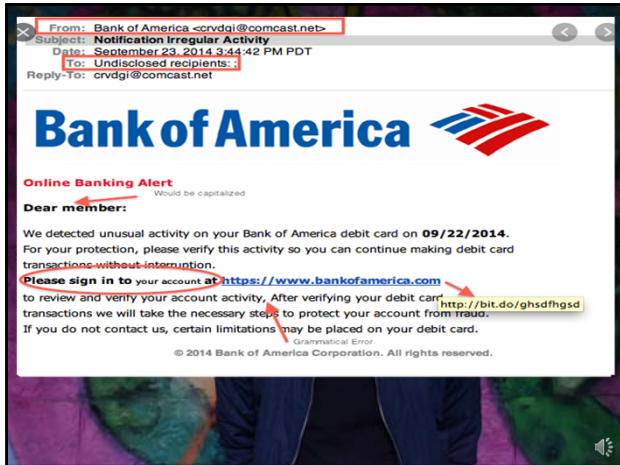 From: Bank of America <crvdgi@comcast.net>
Subject: Notification Irregular Activity
Date: September 23, 2014 3:44:42 PM PDT
To: Undisclosed recipients: ;
Reply-To: crvdgi@comcast.net
Bank of America
Online Banking Alert
Would be capitalized
Dear member:
We detected unusual activity on your Bank of America debit card on 09/22/2014.
For your protection, please verify this activity so you can continue making debit card
transactions without interruption.
Please sign in to your account at https://www.bankofamerica.com
http://bit.do/ghsdfhgsd
to review and verify your account activity, After verifying your debit card
transactions we will take the necessary steps to protect your account from fraud.
If you do not contact us, certain limitations may be placed on your debit card.
Grammatical Error
© 2014 Bank of America Corporation. All rights reserved.